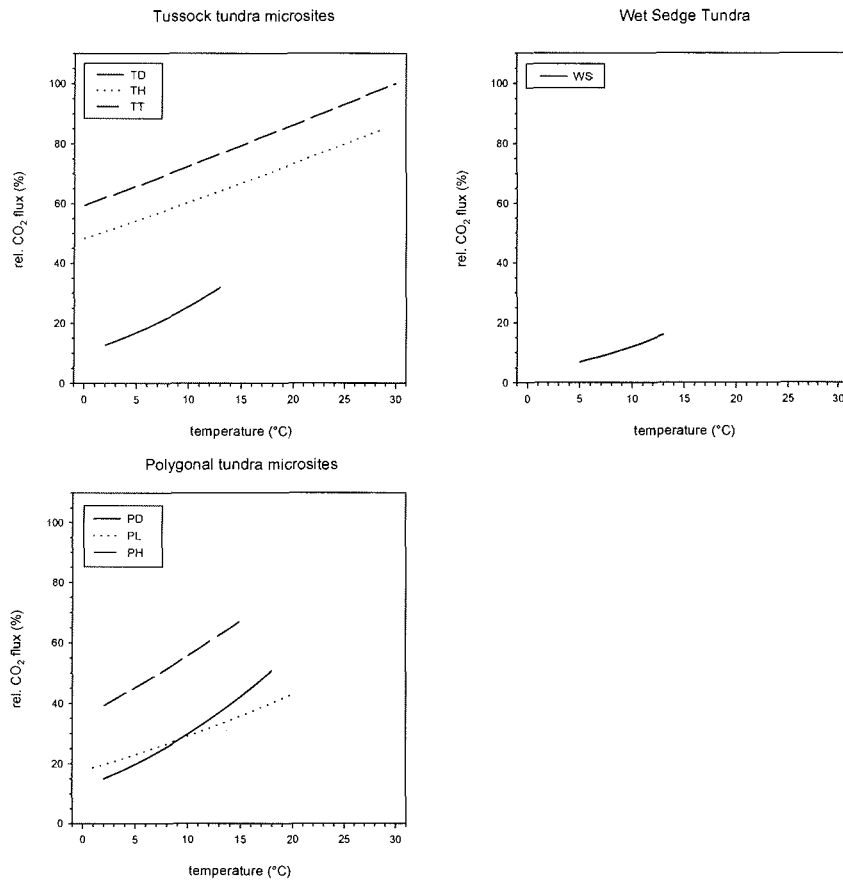 Tussock tundra microsites
TD
TH
TT
rel. CO₂ flux (%)
100
80
60
40
20
0
0 5 10 15 20 25 30
temperature (°C)
Wet Sedge Tundra
WS
rel. CO₂ flux (%)
100
80
60
40
20
0
0 5 10 15 20 25 30
temperature (°C)
Polygonal tundra microsites
PD
PL
PH
rel. CO₂ flux (%)
100
80
60
40
20
0
0 5 10 15 20 25 30
temperature (°C)